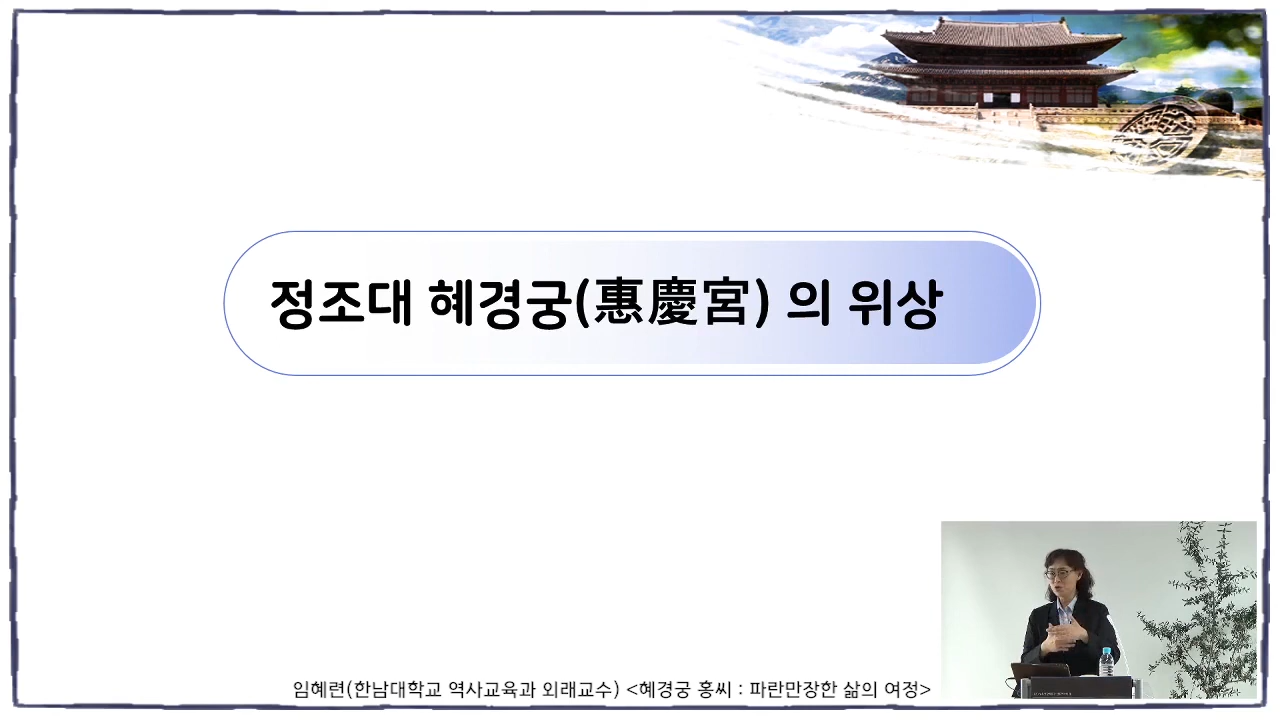 정조대 혜경궁(惠慶宮) 의 위상
임혜련(한남대학교 역사교육과 외래교수) <혜경궁 홍씨 : 파란만장한 삶의 여정>